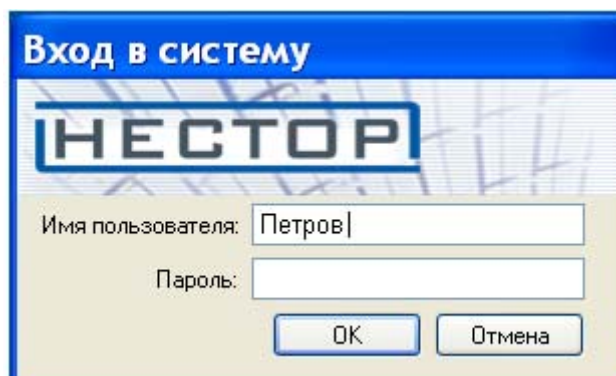 Вход в систему
НЕСТОР
Имя пользователя: Петров
Пароль:
OK Отмена